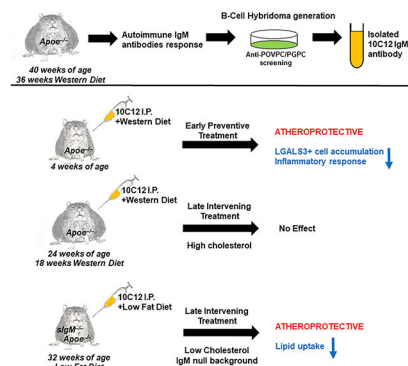 Apoe-/-
40 weeks of age
36 weeks Western Diet
Autoimmune IgM
antibodies response
B-Cell Hybridoma generation
Anti-POVPC/PGPC
screening
Isolated
10C12 IgM
antibody
10C12 I.P.
+Western Diet
Apoe-/-
4 weeks of age
Early Preventive
Treatment
ATHEROPROTECTIVE
LGALS3+ cell accumulation
Inflammatory response
10C12 I.P.
+Western Diet
Apoe-/-
24 weeks of age
18 weeks Western Diet
Late Intervening
Treatment
High cholesterol
No Effect
10C12 I.P.
+Low Fat Diet
sIgM-/-
Apoe-/-
32 weeks of age
Low Fat Diet
Late Intervening
Treatment
Low Cholesterol
IgM null background
ATHEROPROTECTIVE
Lipid uptake